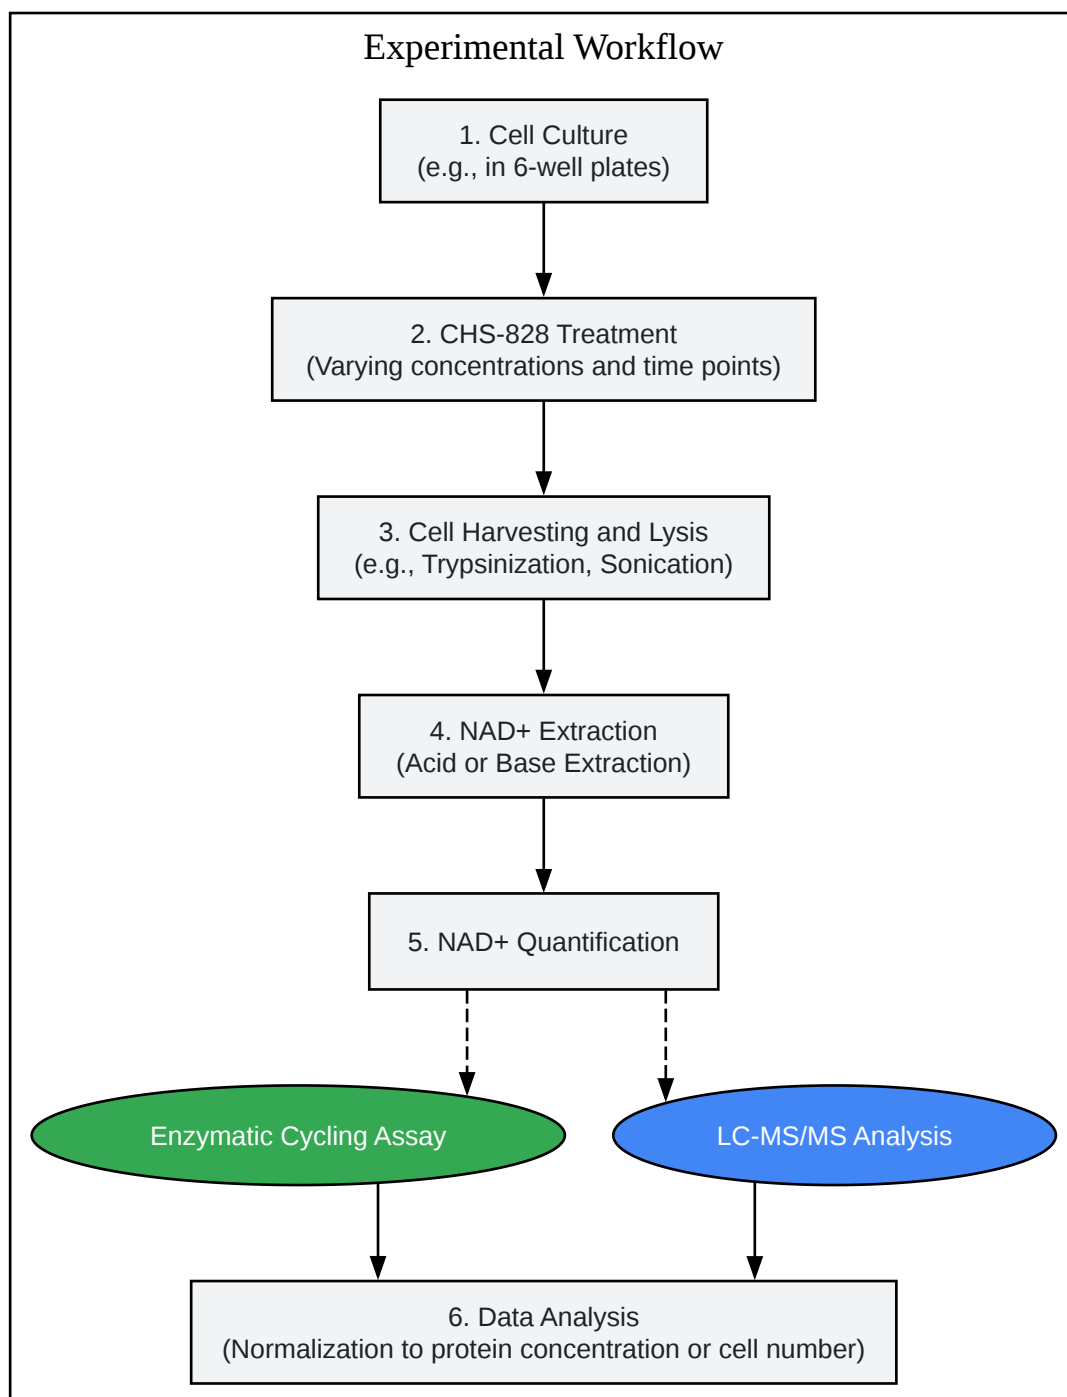 Experimental Workflow
1. Cell Culture
(e.g., in 6-well plates)
2. CHS-828 Treatment
(Varying concentrations and time points)
3. Cell Harvesting and Lysis
(e.g., Trypsinization, Sonication)
4. NAD+ Extraction
(Acid or Base Extraction)
5. NAD+ Quantification
Enzymatic Cycling Assay
LC-MS/MS Analysis
6. Data Analysis
(Normalization to protein concentration or cell number)